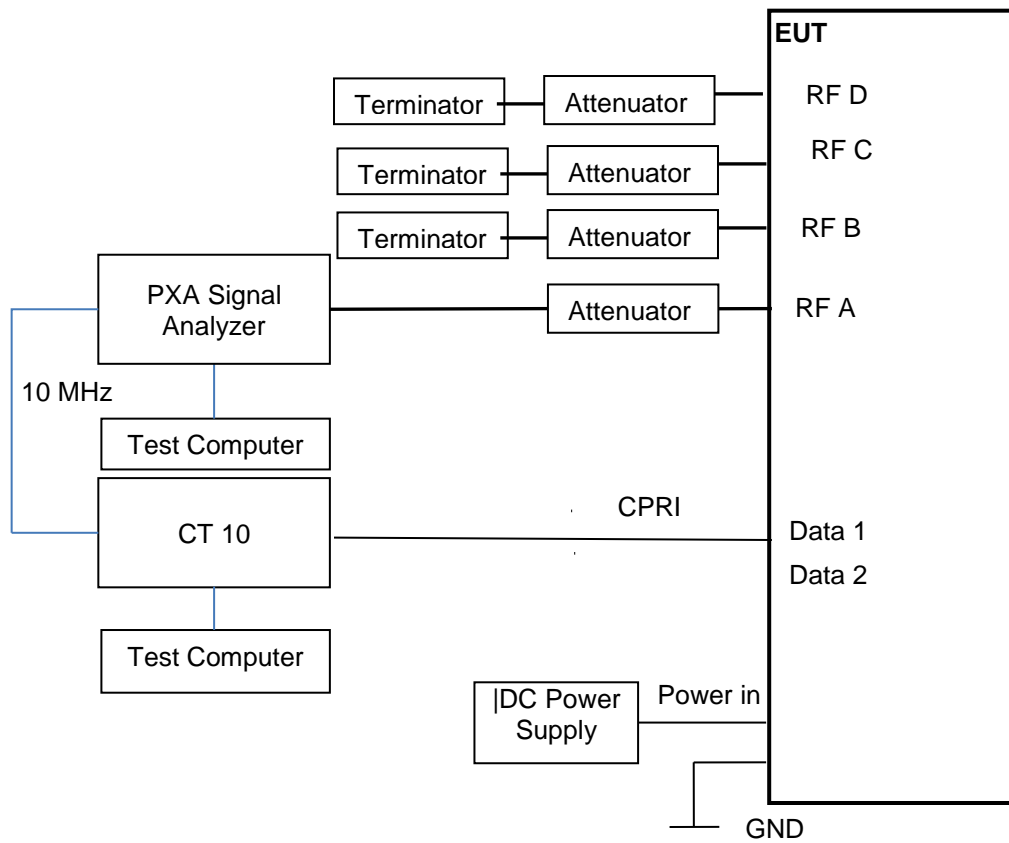 EUT
Terminator
Attenuator
RF D
Terminator
Attenuator
RF C
Terminator
Attenuator
RF B
PXA Signal
Analyzer
Attenuator
RF A
10 MHz
Test Computer
CT 10
CPRI
Data 1
Data 2
Test Computer
|DC Power
Supply
Power in
GND